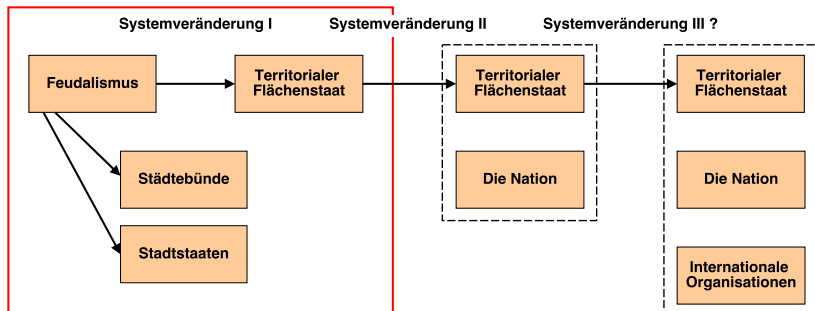 Systemveränderung I
Systemveränderung II
Systemveränderung III ?
Feudalismus
Territorialer
Flächenstaat
Territorialer
Flächenstaat
Territorialer
Flächenstaat
Städtebünde
Die Nation
Die Nation
Stadtstaaten
Internationale
Organisationen